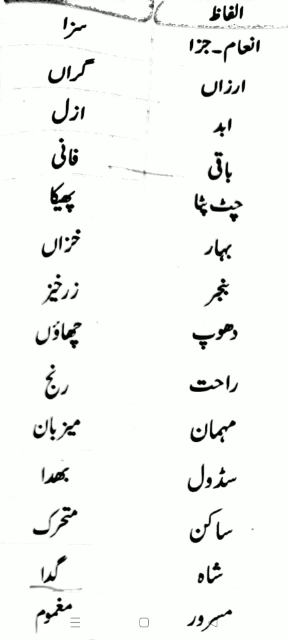 الفاظ
انعام۔جزا سزا
ارزاں گراں
ابد ازل
باقی فانی
چٹ پٹا پھیکا
بہار خزاں
بنجر زرخیز
دھوپ چھاؤں
راحت رنج
مہمان میزبان
سڈول بھدا
ساکن متحرک
شاہ گدا
مسرور مغموم